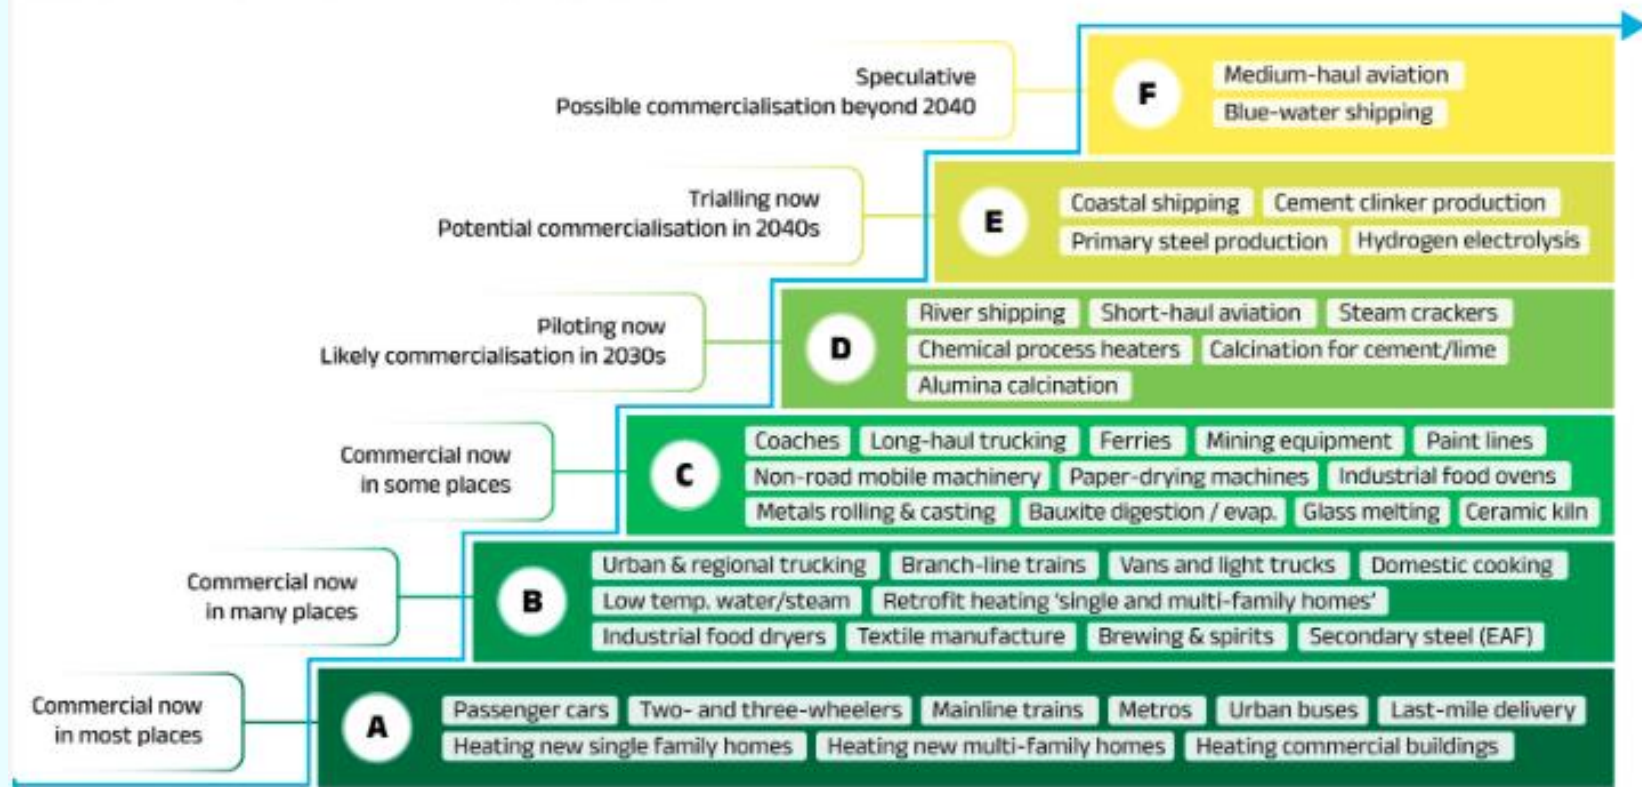 Speculative
Possible commercialisation beyond 2040
F
Medium-haul aviation
Blue-water shipping
Trialling now
Potential commercialisation in 2040s
E
Coastal shipping Cement clinker production
Primary steel production Hydrogen electrolysis
Piloting now
Likely commercialisation in 2030s
D
River shipping Short-haul aviation Steam crackers
Chemical process heaters Calcination for cement/lime
Alumina calcination
Commercial now
in some places
C
Coaches Long-haul trucking Ferries Mining equipment Paint lines
Non-road mobile machinery Paper-drying machines Industrial food ovens
Metals rolling & casting Bauxite digestion / evap. Glass melting Ceramic kiln
Commercial now
in many places
B
Urban & regional trucking Branch-line trains Vans and light trucks Domestic cooking
Low temp. water/steam Retrofit heating 'single and multi-family homes'
Industrial food dryers Textile manufacture Brewing & spirits Secondary steel (EAF)
Commercial now
in most places
A
Passenger cars Two- and three-wheelers Mainline trains Metros Urban buses Last-mile delivery
Heating new single family homes Heating new multi-family homes Heating commercial buildings